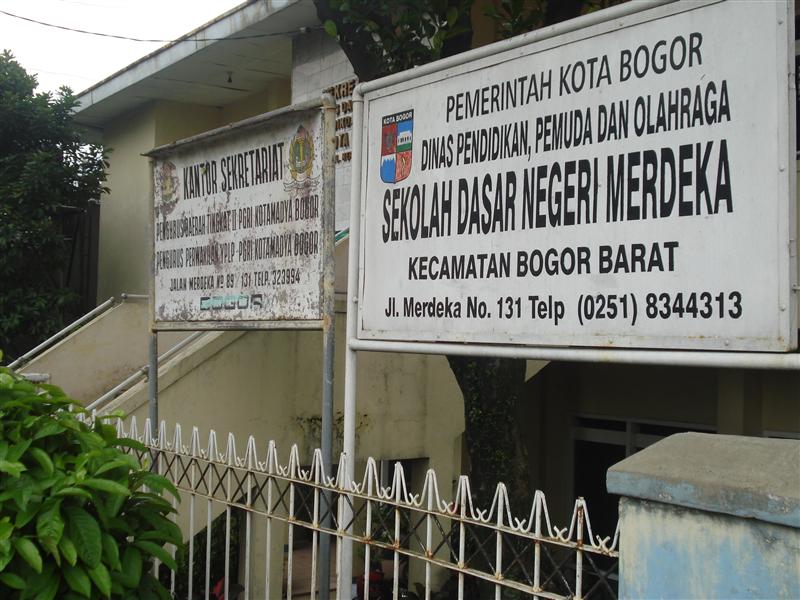 KANTOR SEKRETARIAT
PENGURUS DAERAH TINGKAT II PGRI KOTAMADYA BOGOR
PENGURUS PERWAKILAN YPLP - PGRI KOTAMADYA BOGOR
JALAN MERDEKA NO 89 / 131 TELP. 323994
BOGOR
KOTA BOGOR
PEMERINTAH KOTA BOGOR
DINAS PENDIDIKAN, PEMUDA DAN OLAHRAGA
SEKOLAH DASAR NEGERI MERDEKA
KECAMATAN BOGOR BARAT
Jl. Merdeka No. 131 Telp (0251) 8344313